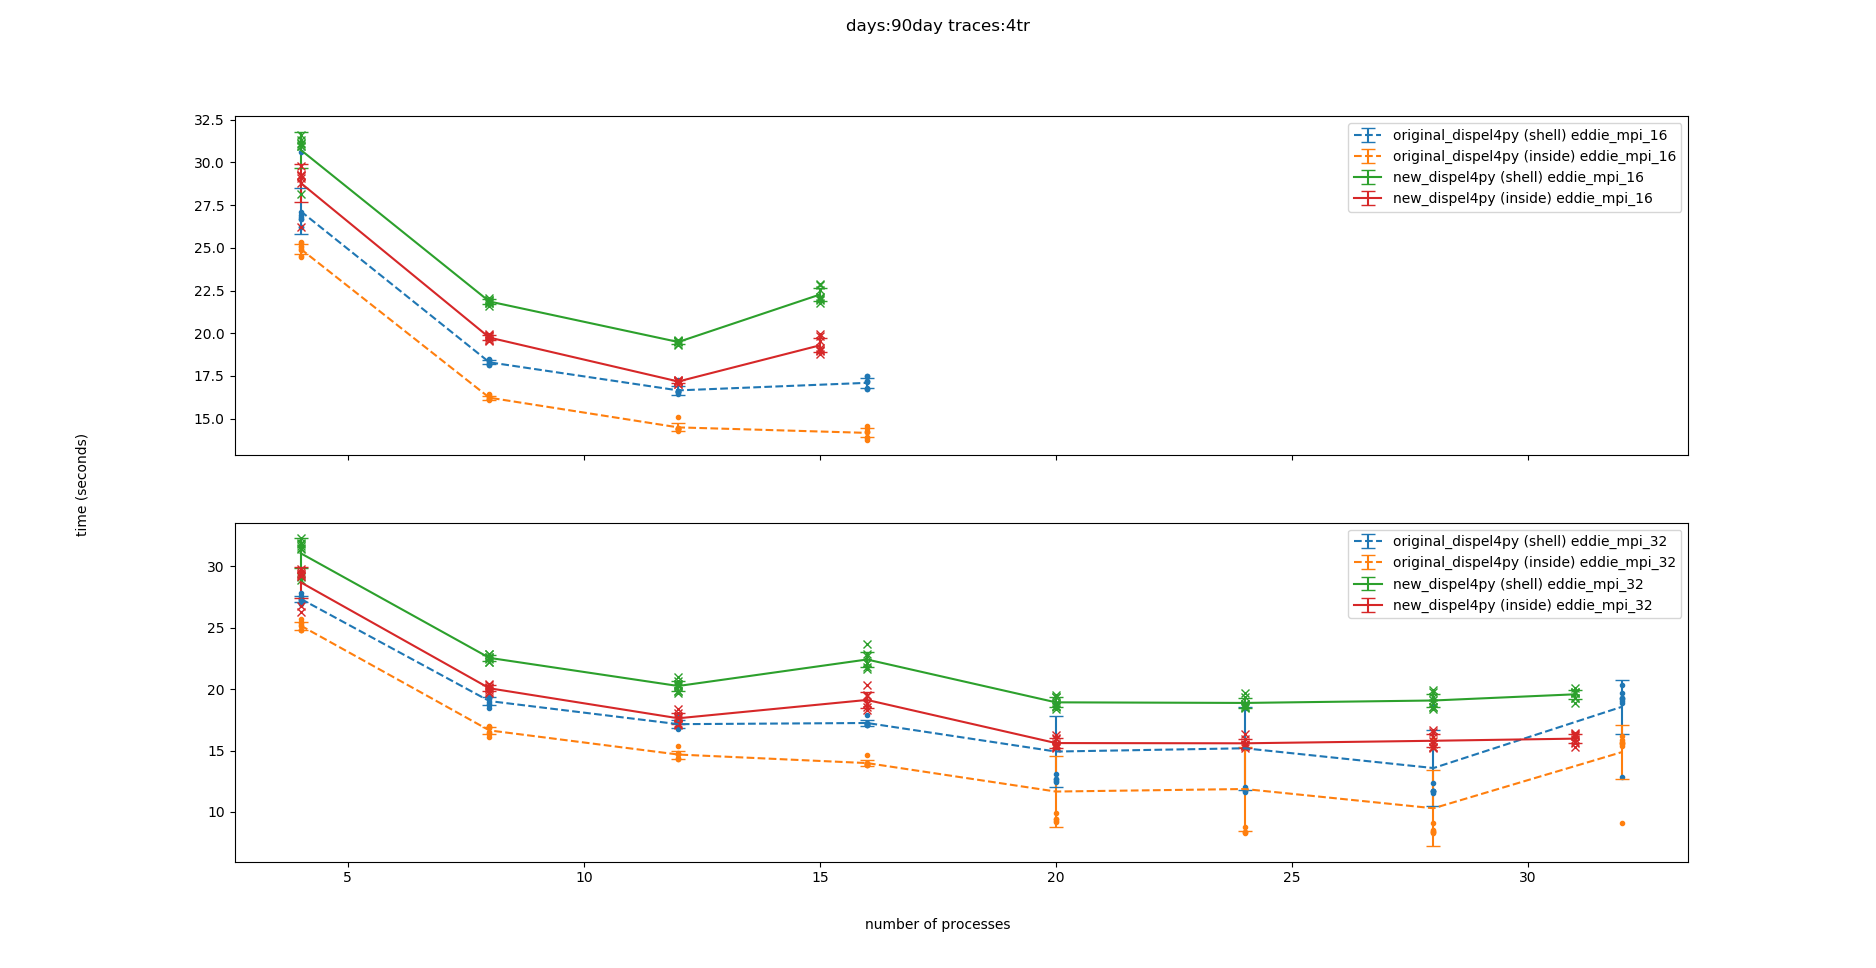 days:90day traces:4tr
32.5
30.0
27.5
25.0
22.5
20.0
17.5
15.0
original_dispel4py (shell) eddie_mpi_16
original_dispel4py (inside) eddie_mpi_16
new_dispel4py (shell) eddie_mpi_16
new_dispel4py (inside) eddie_mpi_16
time (seconds)
30
25
20
15
10
original_dispel4py (shell) eddie_mpi_32
original_dispel4py (inside) eddie_mpi_32
new_dispel4py (shell) eddie_mpi_32
new_dispel4py (inside) eddie_mpi_32
5 10 15 20 25 30
number of processes